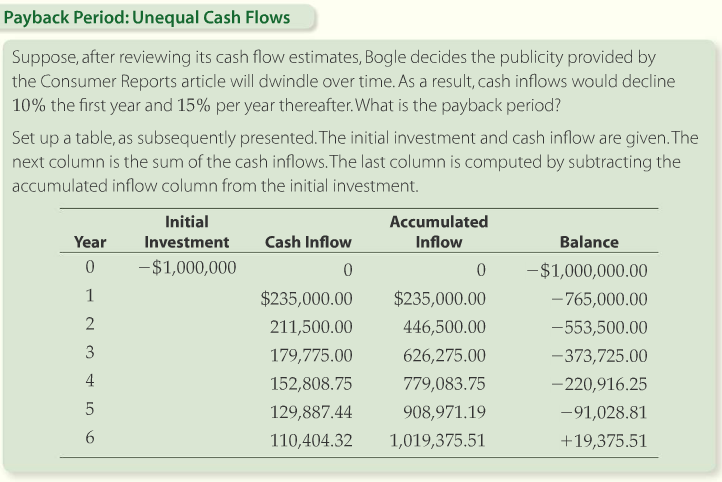 Payback Period: Unequal Cash Flows
Suppose, after reviewing its cash flow estimates, Bogle decides the publicity provided by
the Consumer Reports article will dwindle over time. As a result, cash inflows would decline
10% the first year and 15% per year thereafter. What is the payback period?
Set up a table, as subsequently presented. The initial investment and cash inflow are given. The
next column is the sum of the cash inflows. The last column is computed by subtracting the
accumulated inflow column from the initial investment.
Initial Accumulated
Year Investment Cash Inflow Inflow Balance
0 −$1,000,000 0 0 −$1,000,000.00
1 $235,000.00 $235,000.00 −765,000.00
2 211,500.00 446,500.00 −553,500.00
3 179,775.00 626,275.00 −373,725.00
4 152,808.75 779,083.75 −220,916.25
5 129,887.44 908,971.19 −91,028.81
6 110,404.32 1,019,375.51 +19,375.51